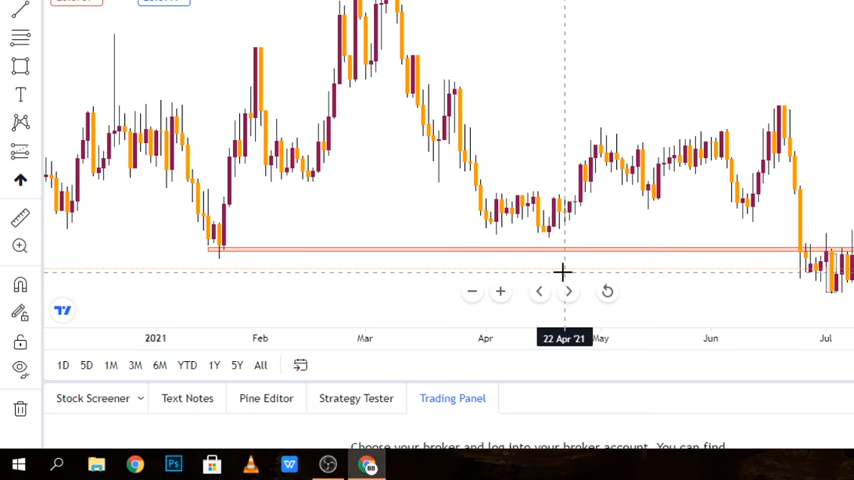 T
2021 Feb Mar Apr 22 Apr '21 May Jun Jul
1D 5D 1M 3M 6M YTD 1Y 5Y All
Stock Screener Text Notes Pine Editor Strategy Tester Trading Panel
Choose your broker and log into your broker account. You can find
Ps W BB